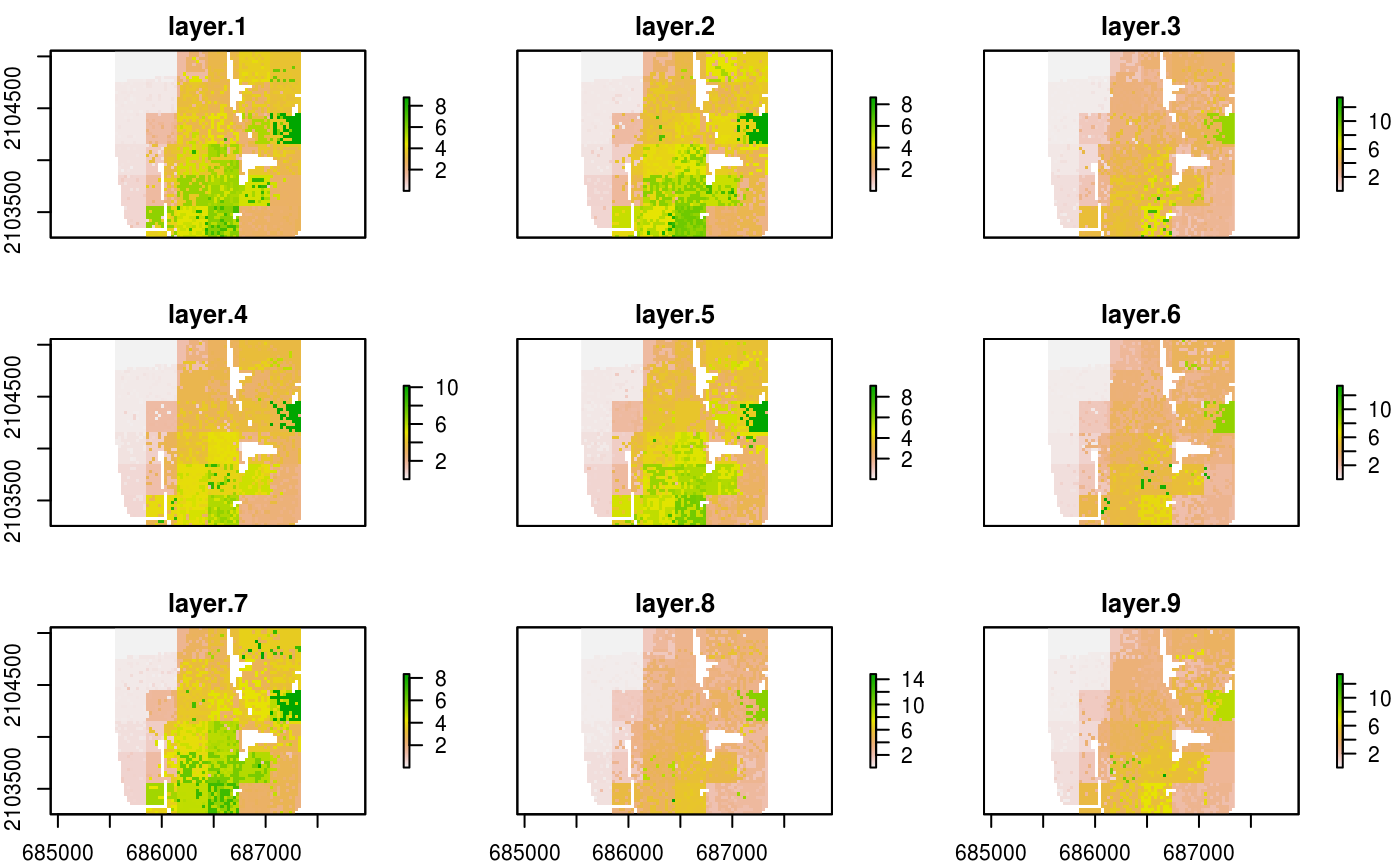 layer.1 layer.2 layer.3
2104500 2103500
8 6 4 2
8 6 4 2
10 6 4 2
layer.4 layer.5 layer.6
2104500 2103500
10 6 2
8 6 4 2
10 6 4 2
layer.7 layer.8 layer.9
2104500 2103500
8 6 4 2
14 10 6 2
10 6 2
685000 686000 687000 685000 686000 687000 685000 686000 687000